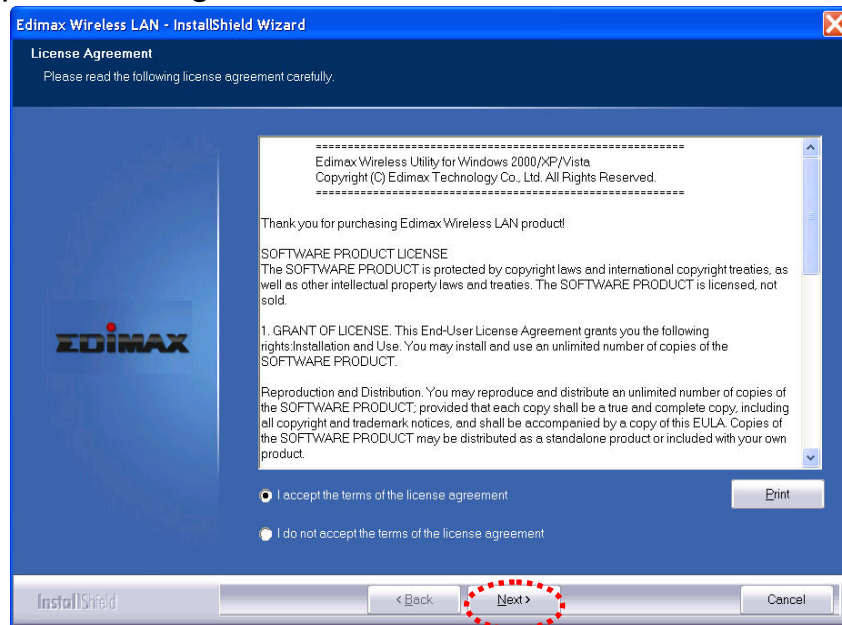 Edimax Wireless LAN - InstallShield Wizard
License Agreement
Please read the following license agreement carefully.
===========================================================
Edimax Wireless Utility for Windows 2000/XP/Vista
Copyright (C) Edimax Technology Co., Ltd. All Rights Reserved.
===========================================================
Thank you for purchasing Edimax Wireless LAN product!
SOFTWARE PRODUCT LICENSE
The SOFTWARE PRODUCT is protected by copyright laws and international copyright treaties, as
well as other intellectual property laws and treaties. The SOFTWARE PRODUCT is licensed, not
sold.
1. GRANT OF LICENSE. This End-User License Agreement grants you the following
rights:Installation and Use. You may install and use an unlimited number of copies of the
SOFTWARE PRODUCT.
Reproduction and Distribution. You may reproduce and distribute an unlimited number of copies of
the SOFTWARE PRODUCT; provided that each copy shall be a true and complete copy, including
all copyright and trademark notices, and shall be accompanied by a copy of this EULA. Copies of
the SOFTWARE PRODUCT may be distributed as a standalone product or included with your own
product.
EDIMAX
I accept the terms of the license agreement
Print
I do not accept the terms of the license agreement
InstallShield
< Back
Next >
Cancel